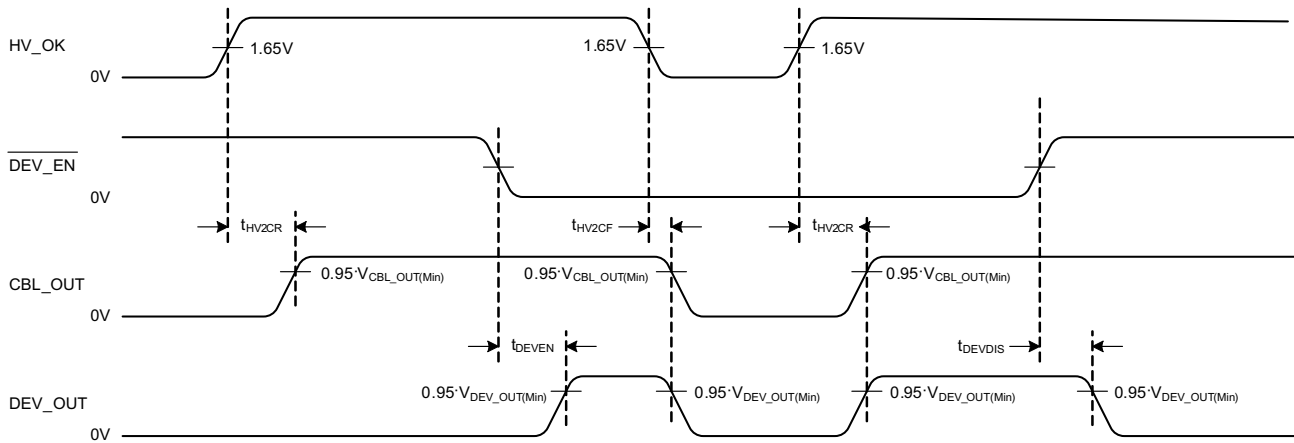 HV_OK
1.65V
1.65V
1.65V
0V
DEV_EN
0V
tHV2CR
tHV2CF
tHV2CR
CBL_OUT
0.95·VCBL_OUT(Min)
0.95·VCBL_OUT(Min)
0.95·VCBL_OUT(Min)
0V
tDEVEN
tDEVDIS
DEV_OUT
0.95·VDEV_OUT(Min)
0.95·VDEV_OUT(Min)
0.95·VDEV_OUT(Min)
0.95·VDEV_OUT(Min)
0V